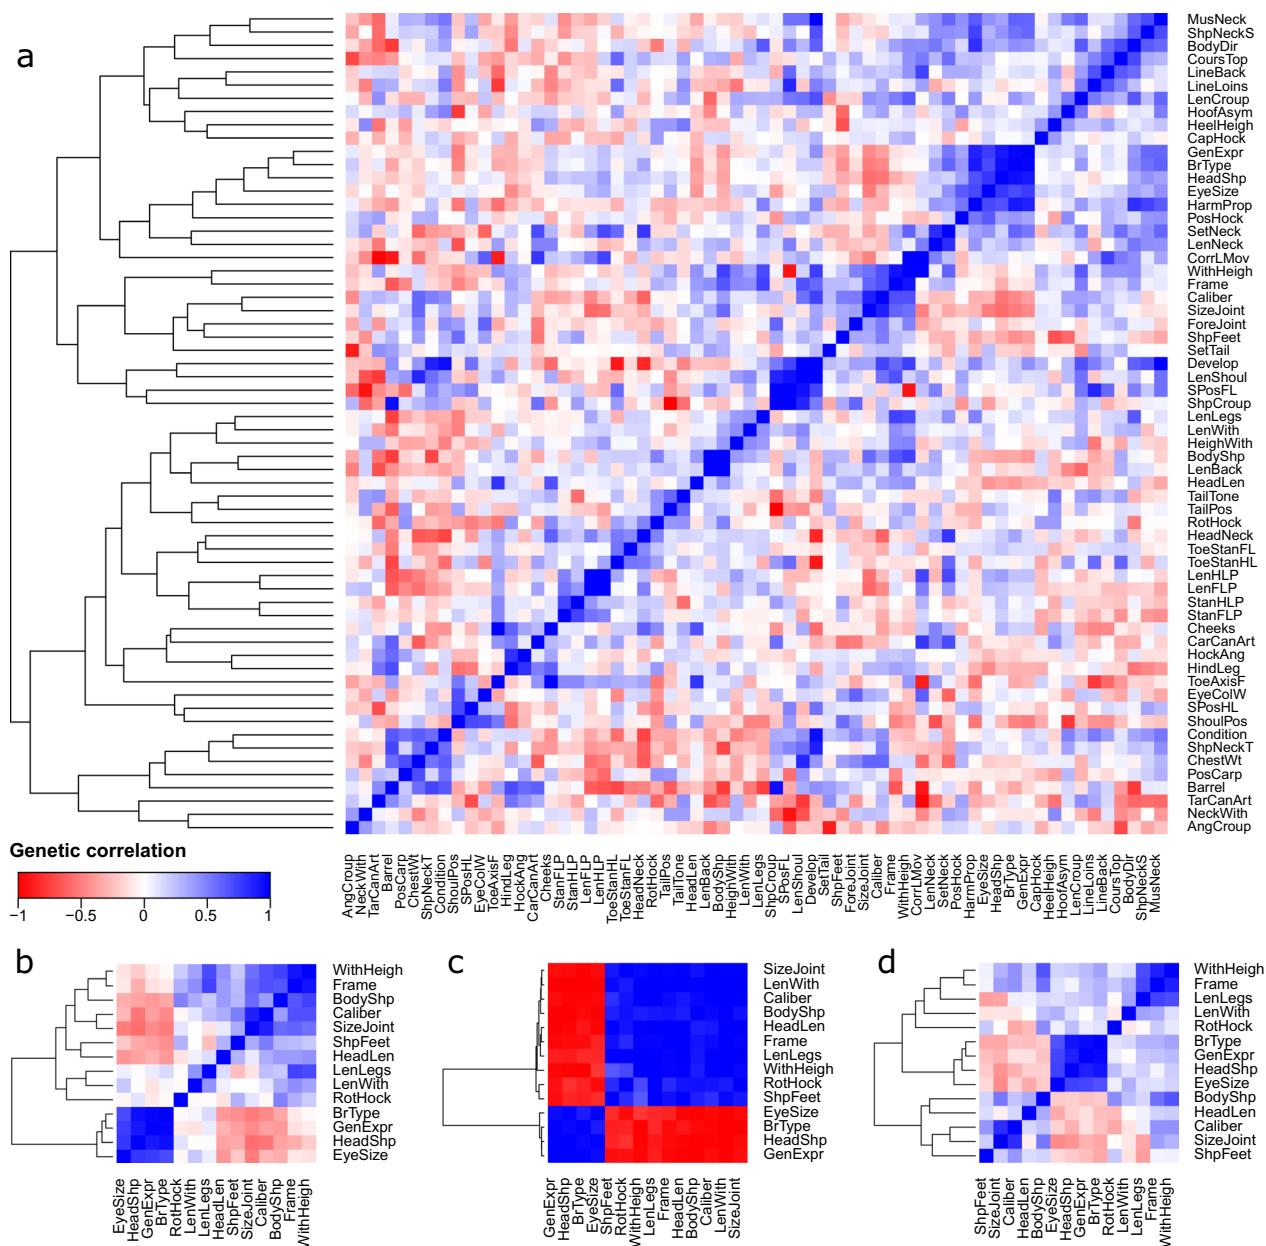 a
MusNeck
ShpNeckS
BodyDir
CoursTop
LineBack
LineLoins
LenCroup
HoofAsym
HeelHeigh
CapHock
GenExpr
BrType
HeadShp
EyeSize
HarmProp
PosHock
SetNeck
LenNeck
CorrLMov
WithHeigh
Frame
Caliber
SizeJoint
ForeJoint
ShpFeet
SetTail
Develop
LenShoul
SPosFL
ShpCroup
LenLegs
LenWith
HeighWith
BodyShp
LenBack
HeadLen
TailTone
TailPos
RotHock
HeadNeck
ToeStanFL
ToeStanHL
LenHLP
LenFLP
StanHLP
StanFLP
Cheeks
CarCanArt
HockAng
HindLeg
ToeAxisF
EyeColW
SPosHL
ShoulPos
Condition
ShpNeckT
ChestWt
PosCarp
Barrel
TarCanArt
NeckWith
AngCroup
Genetic correlation
−1
−0.5
0
0.5
1
AngCroup
NeckWith
TarCanArt
Barrel
PosCarp
ChestWt
ShpNeckT
Condition
ShoulPos
SPosHL
EyeColW
ToeAxisF
HindLeg
HockAng
CarCanArt
Cheeks
StanFLP
StanHLP
LenFLP
LenHLP
ToeStanHL
ToeStanFL
HeadNeck
RotHock
TailPos
TailTone
HeadLen
LenBack
BodyShp
HeighWith
LenWith
LenLegs
ShpCroup
SPosFL
LenShoul
Develop
SetTail
ShpFeet
ForeJoint
SizeJoint
Caliber
Frame
WithHeigh
CorrLMov
LenNeck
SetNeck
PosHock
HarmProp
EyeSize
HeadShp
BrType
GenExpr
CapHock
HeelHeigh
HoofAsym
LenCroup
LineLoins
LineBack
CoursTop
BodyDir
ShpNeckS
MusNeck
b
WithHeigh
Frame
BodyShp
Caliber
SizeJoint
ShpFeet
HeadLen
LenLegs
LenWith
RotHock
BrType
GenExpr
HeadShp
EyeSize
EyeSize
HeadShp
GenExpr
BrType
RotHock
LenWith
LenLegs
HeadLen
ShpFeet
SizeJoint
Caliber
BodyShp
Frame
WithHeigh
c
SizeJoint
LenWith
Caliber
BodyShp
HeadLen
Frame
LenLegs
WithHeigh
RotHock
ShpFeet
EyeSize
BrType
HeadShp
GenExpr
GenExpr
HeadShp
BrType
EyeSize
ShpFeet
RotHock
WithHeigh
LenLegs
Frame
HeadLen
BodyShp
Caliber
LenWith
SizeJoint
d
WithHeigh
Frame
LenLegs
LenWith
RotHock
BrType
GenExpr
HeadShp
EyeSize
BodyShp
HeadLen
Caliber
SizeJoint
ShpFeet
ShpFeet
SizeJoint
Caliber
HeadLen
BodyShp
EyeSize
HeadShp
GenExpr
BrType
RotHock
LenWith
LenLegs
Frame
WithHeigh